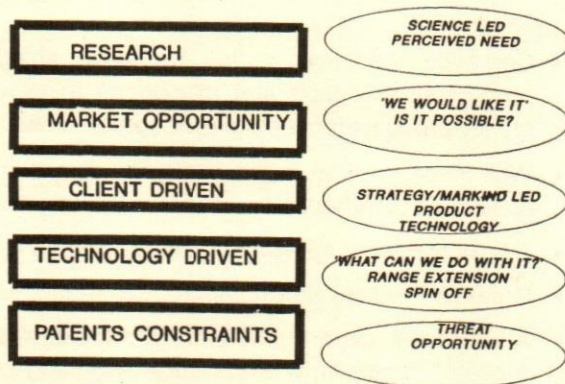 RESEARCH
SCIENCE LED
PERCEIVED NEED
MARKET OPPORTUNITY
'WE WOULD LIKE IT'
IS IT POSSIBLE?
CLIENT DRIVEN
STRATEGY/MARKIND LED
PRODUCT
TECHNOLOGY
TECHNOLOGY DRIVEN
'WHAT CAN WE DO WITH IT?'
RANGE EXTENSION
SPIN OFF
PATENTS CONSTRAINTS
THREAT
OPPORTUNITY